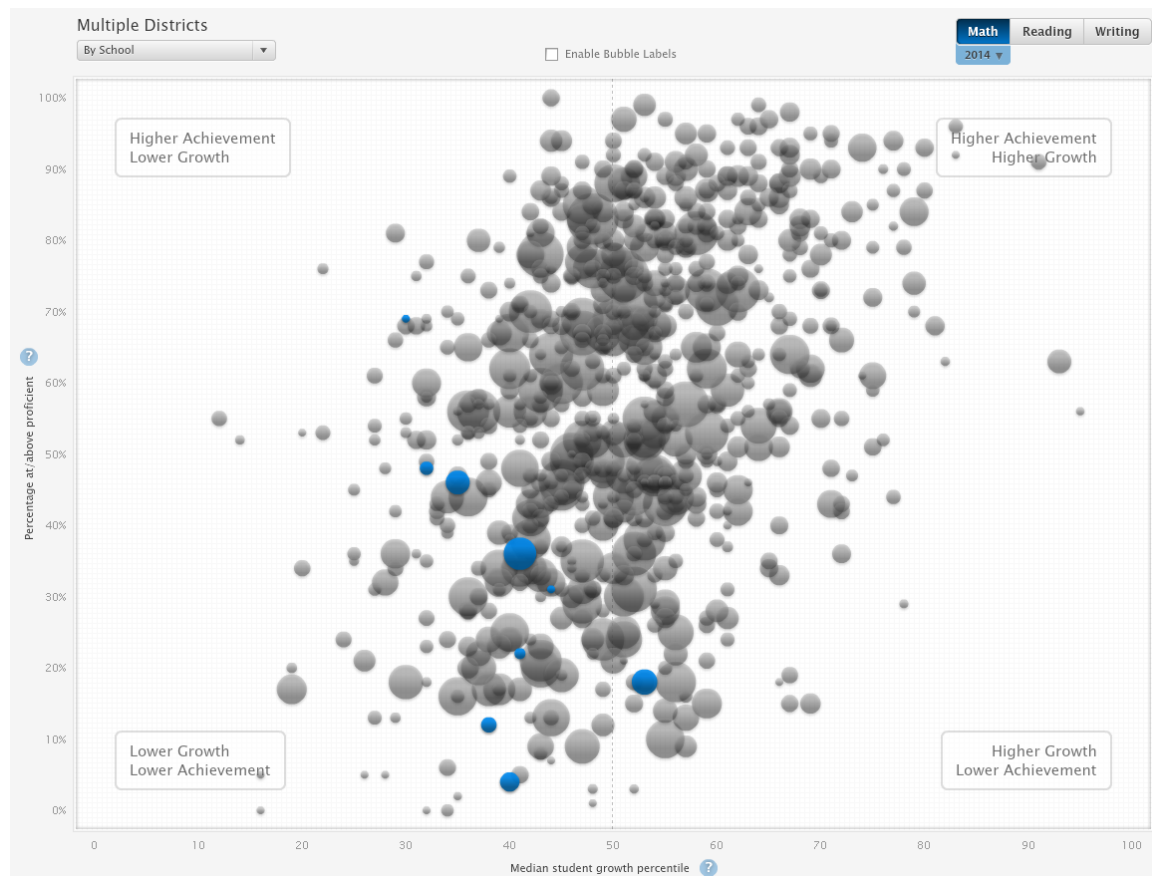 Multiple Districts
By School
Enable Bubble Labels
Math
Reading
Writing
2014
100%
90%
80%
70%
60%
50%
40%
30%
20%
10%
0%
Higher Achievement
Lower Growth
Higher Achievement
Higher Growth
Lower Growth
Lower Achievement
Higher Growth
Lower Achievement
?
Percentage at/above proficient
0 10 20 30 40 50 60 70 80 90 100
Median student growth percentile ?